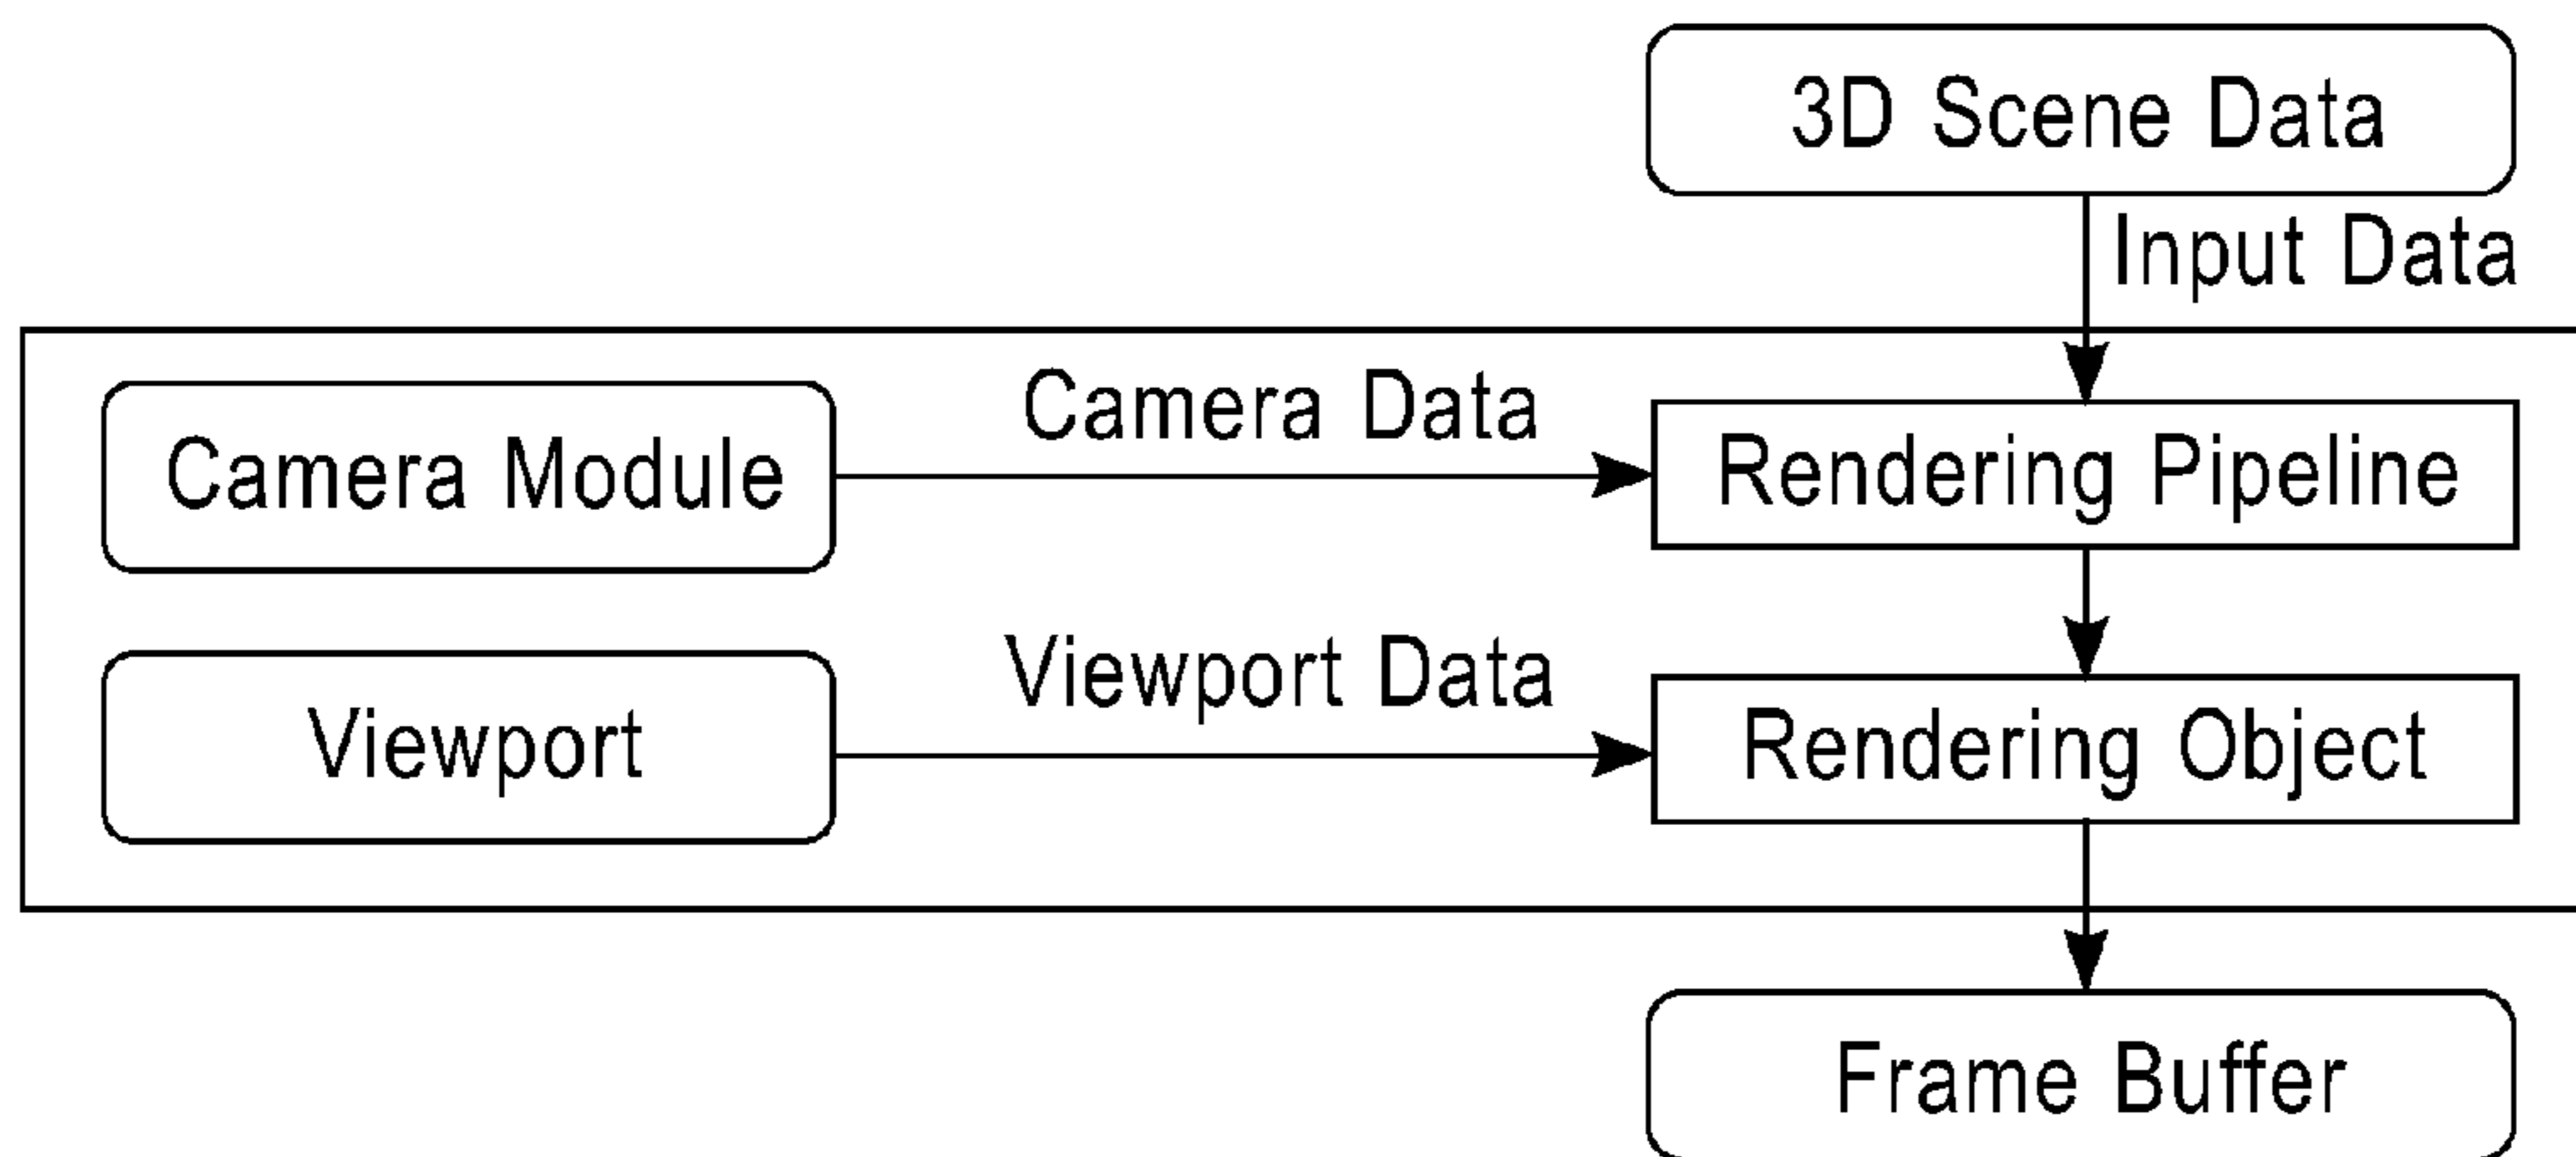 3D Scene Data
Input Data
Camera Data
Camera Module
Rendering Pipeline
Viewport Data
Viewport
Rendering Object
Frame Buffer